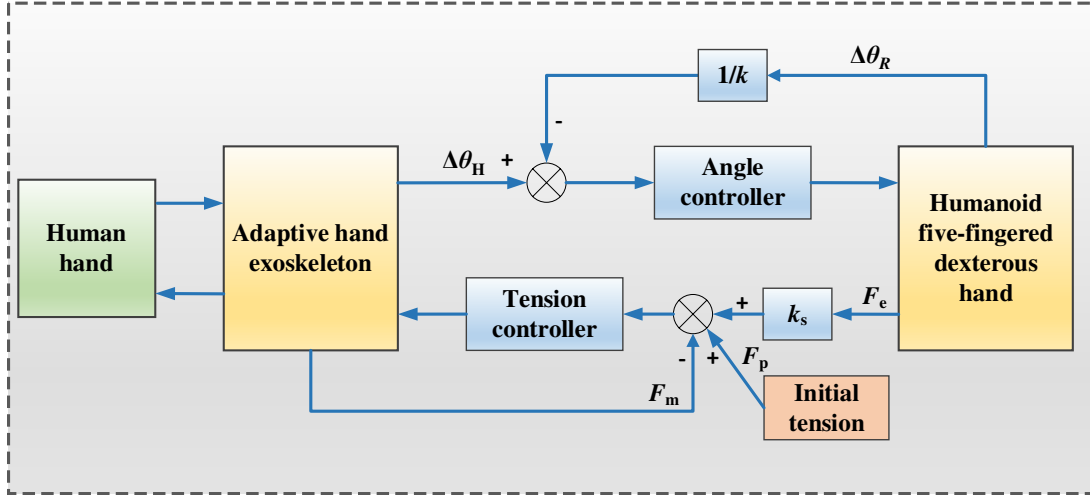 1/k
Δθ_R
-
Δθ_H
+
Angle
controller
Human
hand
Adaptive hand
exoskeleton
Humanoid
five-fingered
dexterous
hand
Tension
controller
+
k_s
F_e
-
+
F_p
F_m
Initial
tension